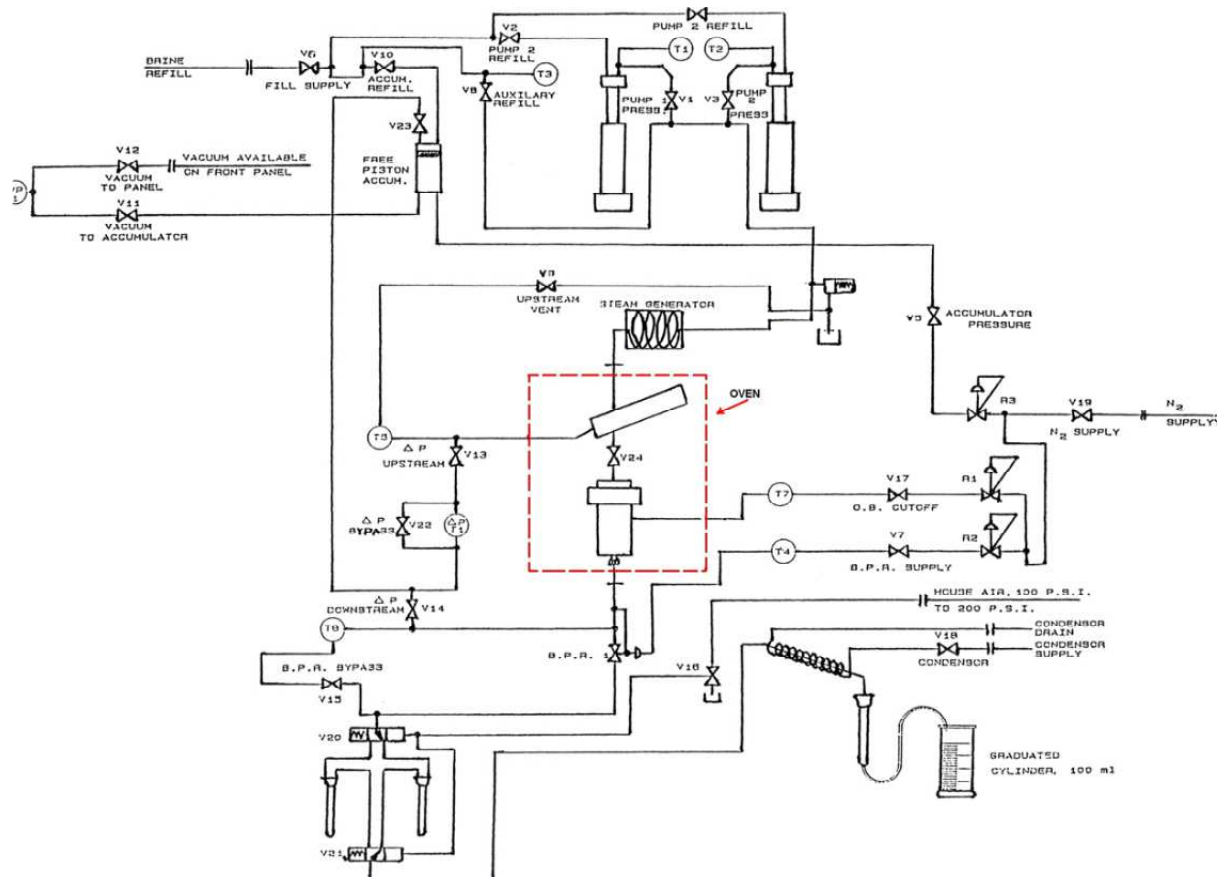 V2
PUMP 2
REFILL
PUMP 2 REFILL
BRINE
REFILL
V6
FILL SUPPLY
V10
ACCUM.
REFILL
T3
V8
AUXILARY
REFILL
T1
T2
PUMP 1
PRESS.
V1
V3
PUMP
2
PRESS
V23
FREE
PISTON
ACCUM.
V12
VACUUM
TO PANEL
VACUUM AVAILABLE
ON FRONT PANEL
V11
VACUUM
TO ACCUMULATOR
UPSTREAM
VENT
STEAM GENERATOR
ACCUMULATOR
PRESSURE
OVEN
R3
V19
N2 SUPPLY
N2
SUPPLY
T5
Δ P
UPSTREAM
V13
V24
Δ P
BYPASS
V22
Δ P
T1
T7
V17
O.B. CUTOFF
R1
T4
V7
B.P.R. SUPPLY
R2
Δ P
DOWNSTREAM
V14
HOUSE AIR, 100 P.S.I.
TO 200 P.S.I.
CONDENSOR
DRAIN
V18
CONDENSOR
CONDENSOR
SUPPLY
B.P.R. BYPASS
V15
B.P.R. 1
V16
V20
V21
GRADUATED
CYLINDER, 100 ml